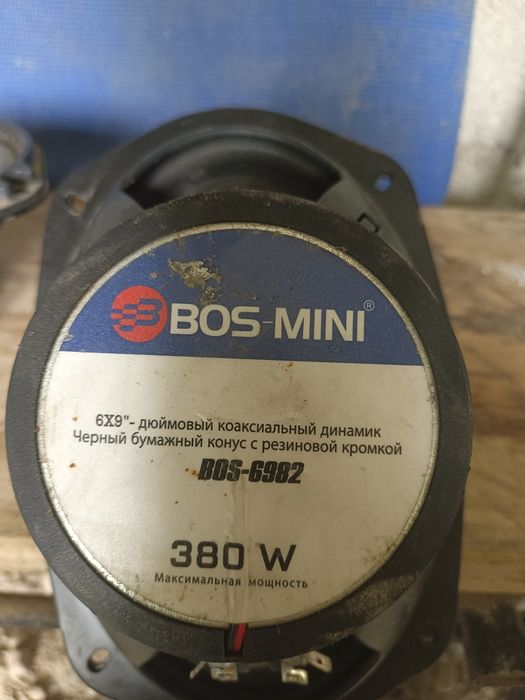 BOS-MINI®
6X9"- дюймовый коаксиальный динамик
Черный бумажный конус с резиновой кромкой
BOS-6982
380 W
Максимальная мощность